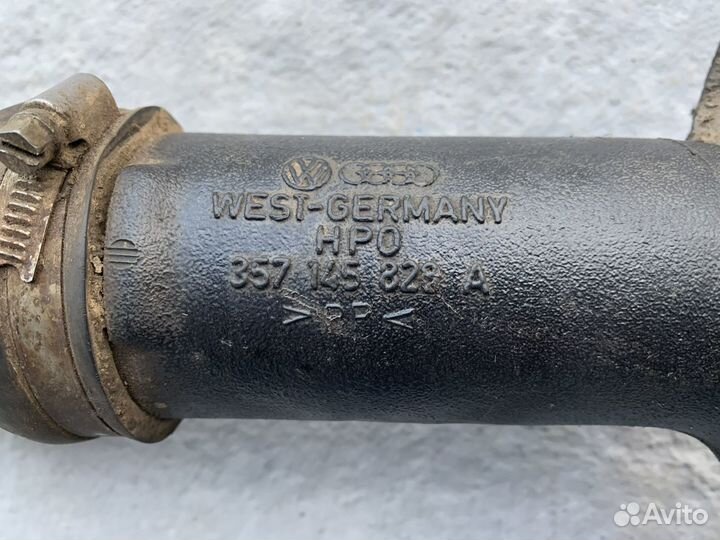 WEST-GERMANY
HPO
357 145 828 A
>PP<
Avito